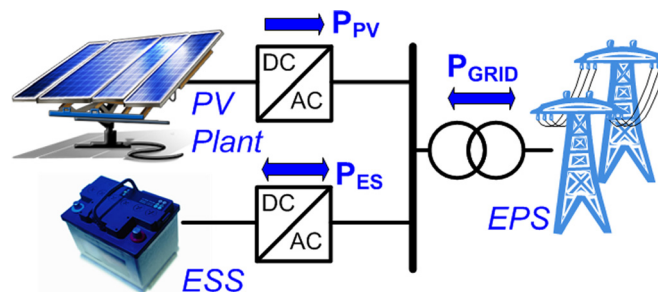 P_PV
DC
AC
PV
Plant
P_GRID
P_ES
DC
AC
ESS
EPS